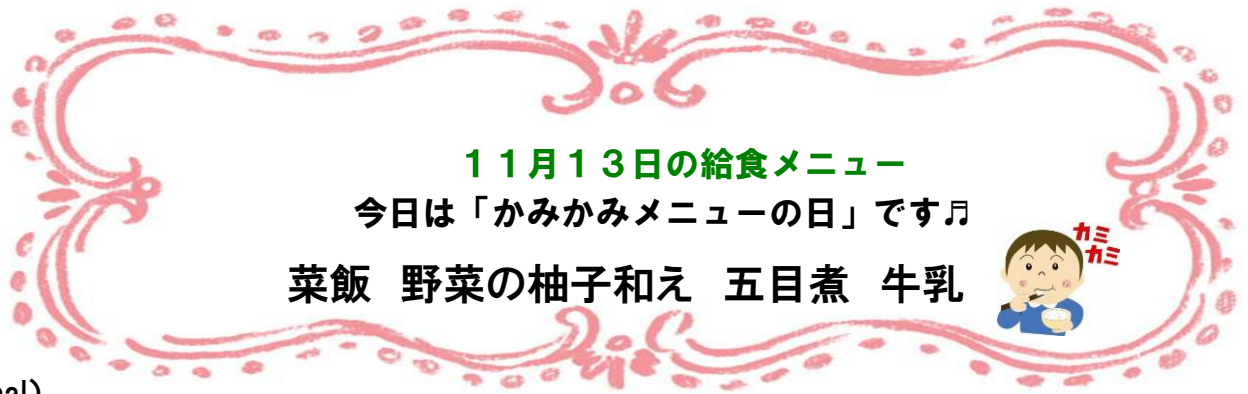 １１月１３日の給食メニュー
今日は「かみかみメニューの日」です♬
カミ
カミ
菜飯　野菜の柚子和え　五目煮　牛乳